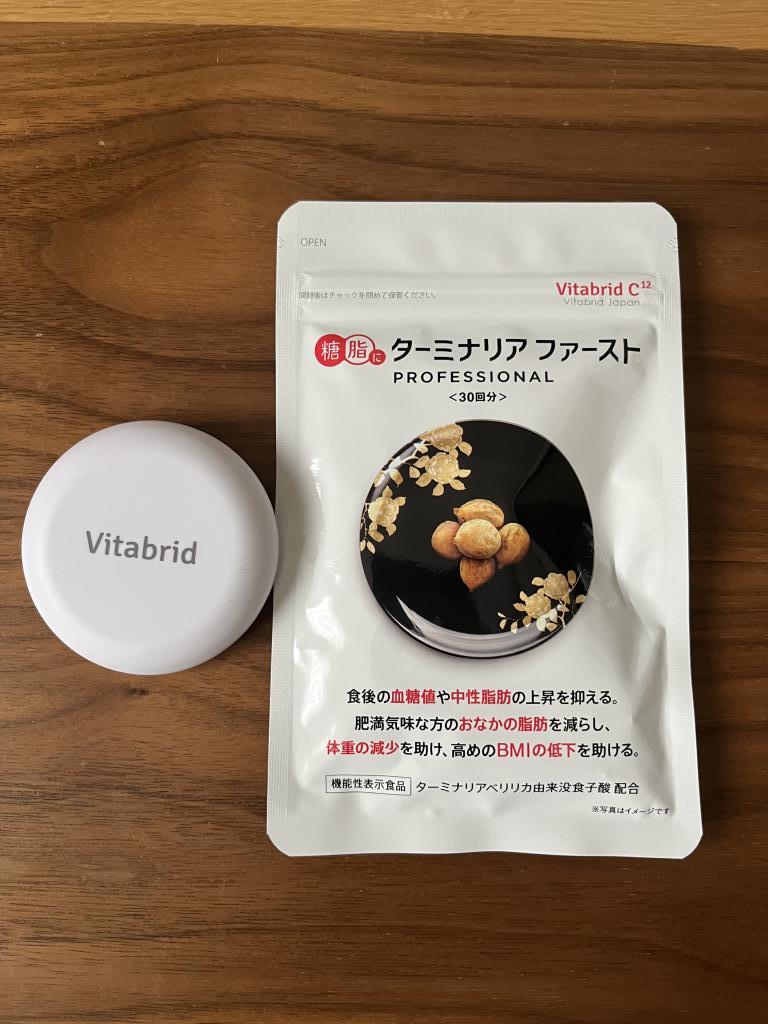 OPEN
開封後はチャックを閉めて保管ください。
Vitabrid C12
Vitabrid Japan
糖脂に ターミナリア ファースト
PROFESSIONAL
<30回分>
Vitabrid
食後の血糖値や中性脂肪の上昇を抑える。
肥満気味な方のおなかの脂肪を減らし、
体重の減少を助け、高めのBMIの低下を助ける。
機能性表示食品 ターミナリアベリリカ由来没食子酸 配合
※写真はイメージです